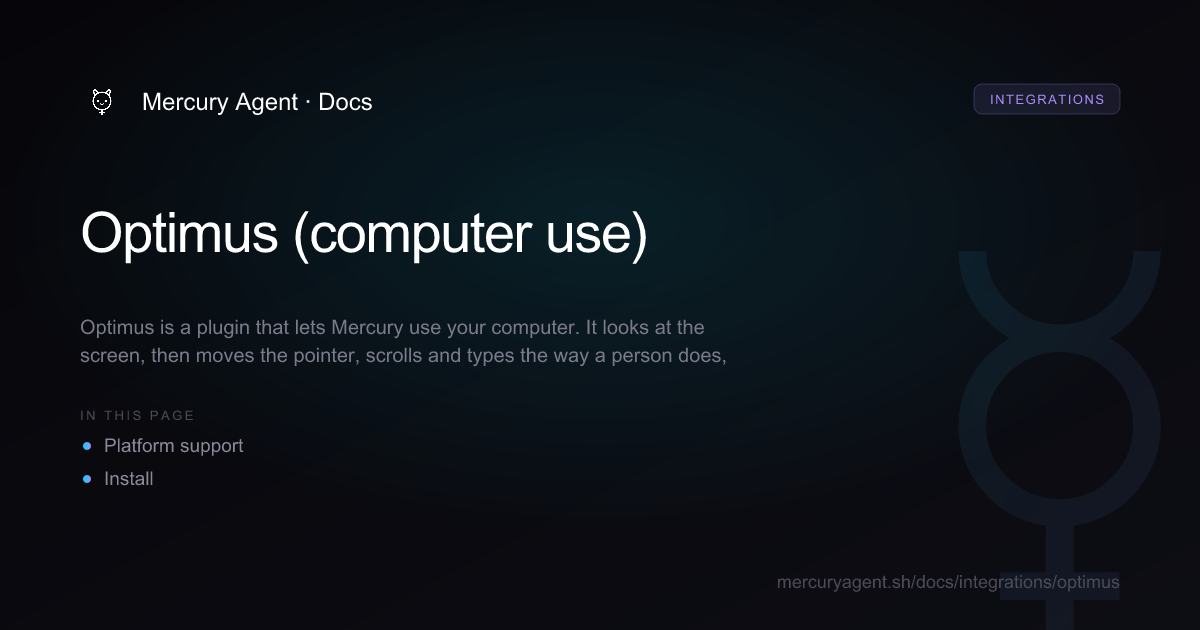 Mercury Agent · Docs
INTEGRATIONS
Optimus (computer use)
Optimus is a plugin that lets Mercury use your computer. It looks at the
screen, then moves the pointer, scrolls and types the way a person does,
IN THIS PAGE
Platform support
Install
mercuryagent.sh/docs/integrations/optimus